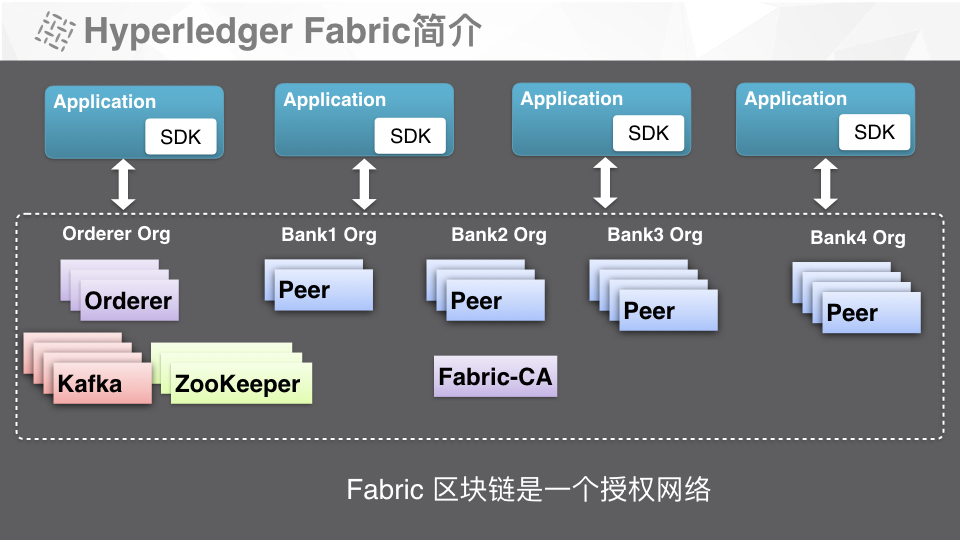 Hyperledger Fabric简介
Application
SDK
Application
SDK
Application
SDK
Application
SDK
Orderer Org
Bank1 Org
Bank2 Org
Bank3 Org
Bank4 Org
Orderer
Peer
Peer
Peer
Peer
Kafka
ZooKeeper
Fabric-CA
Fabric 区块链是一个授权网络